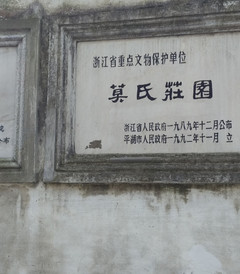 浙江省重点文物保护单位
莫氏莊園
浙江省人民政府一九八九年十二月公布
平湖市人民政府一九九二年十一月 立